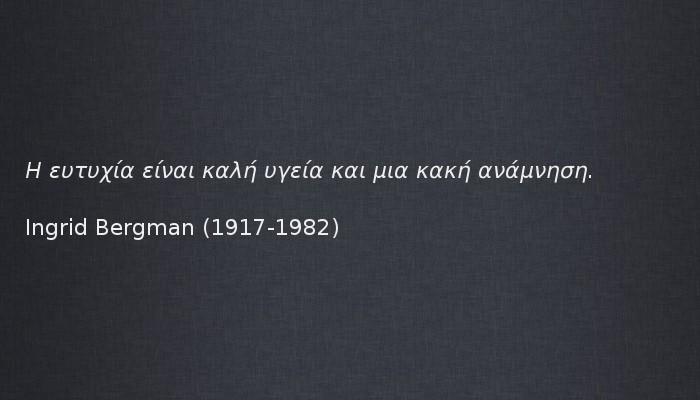 Η ευτυχία είναι καλή υγεία και μια κακή ανάμνηση.
Ingrid Bergman (1917-1982)